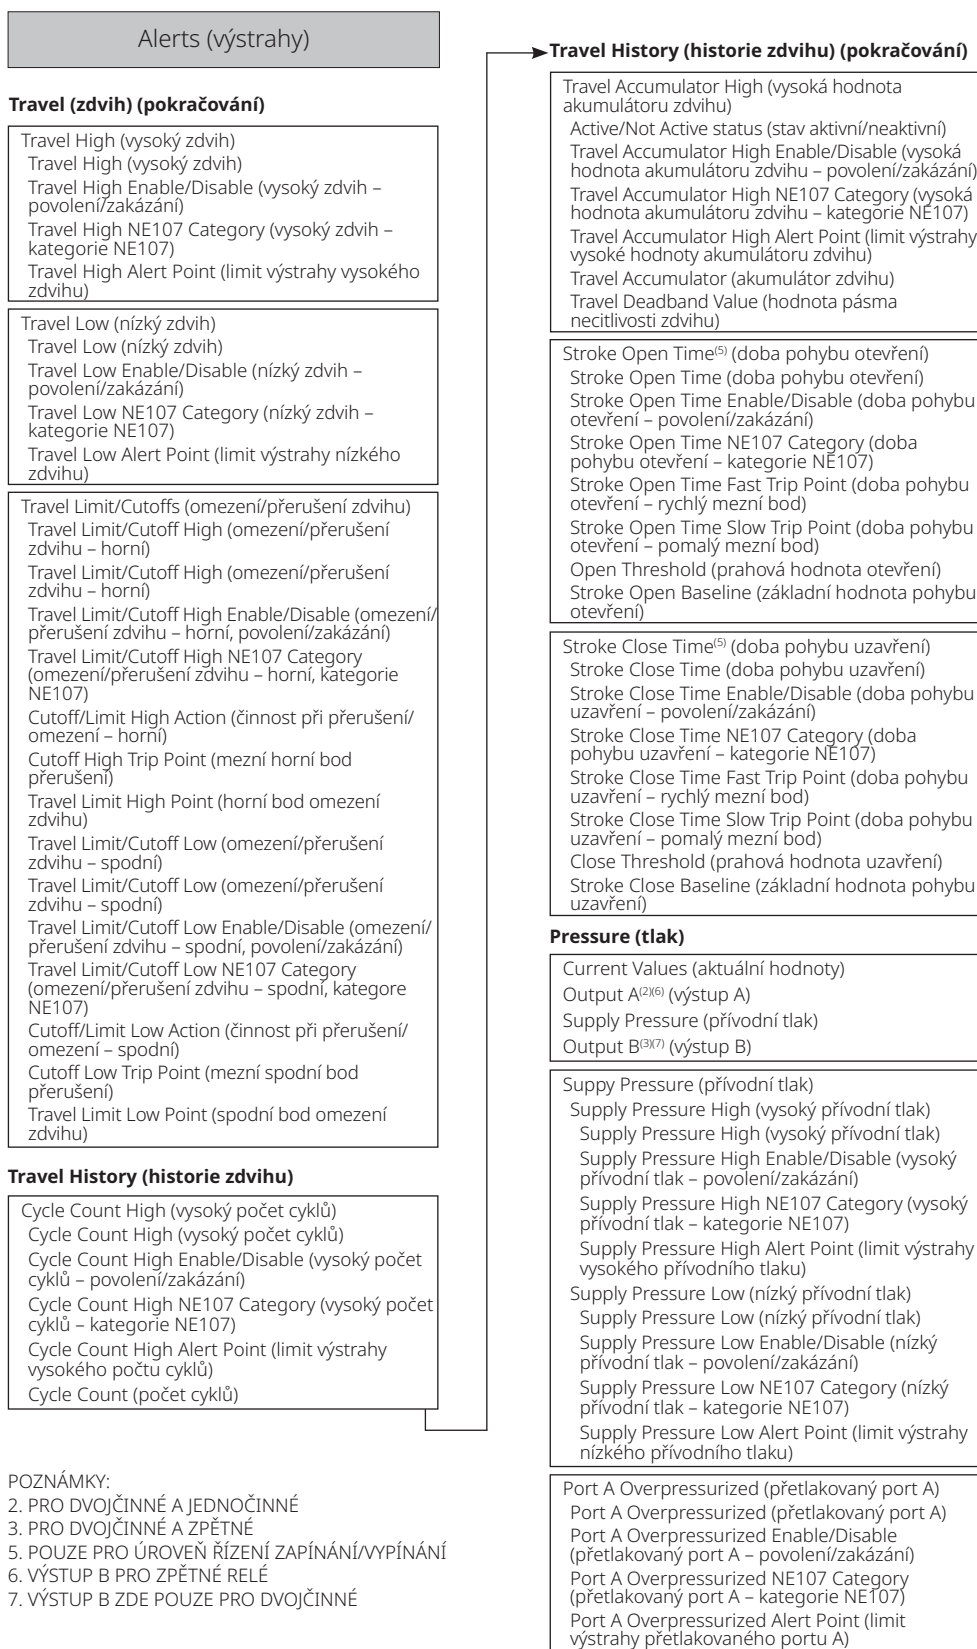 Alerts (výstrahy)
Travel (zdvih) (pokračování)
Travel High (vysoký zdvih)
Travel High (vysoký zdvih)
Travel High Enable/Disable (vysoký zdvih –
povolení/zakázání)
Travel High NE107 Category (vysoký zdvih –
kategorie NE107)
Travel High Alert Point (limit výstrahy vysokého
zdvihu)
Travel Low (nízký zdvih)
Travel Low (nízký zdvih)
Travel Low Enable/Disable (nízký zdvih –
povolení/zakázání)
Travel Low NE107 Category (nízký zdvih –
kategorie NE107)
Travel Low Alert Point (limit výstrahy nízkého
zdvihu)
Travel Limit/Cutoffs (omezení/přerušení zdvihu)
Travel Limit/Cutoff High (omezení/přerušení
zdvihu – horní)
Travel Limit/Cutoff High (omezení/přerušení
zdvihu – horní)
Travel Limit/Cutoff High Enable/Disable (omezení/
přerušení zdvihu – horní, povolení/zakázání)
Travel Limit/Cutoff High NE107 Category
(omezení/přerušení zdvihu – horní, kategorie
NE107)
Cutoff/Limit High Action (činnost při přerušení/
omezení – horní)
Cutoff High Trip Point (mezní horní bod
přerušení)
Travel Limit High Point (horní bod omezení
zdvihu)
Travel Limit/Cutoff Low (omezení/přerušení
zdvihu – spodní)
Travel Limit/Cutoff Low (omezení/přerušení
zdvihu – spodní)
Travel Limit/Cutoff Low Enable/Disable (omezení/
přerušení zdvihu – spodní, povolení/zakázání)
Travel Limit/Cutoff Low NE107 Category
(omezení/přerušení zdvihu – spodní, kategore
NE107)
Cutoff/Limit Low Action (činnost při přerušení/
omezení – spodní)
Cutoff Low Trip Point (mezní spodní bod
přerušení)
Travel Limit Low Point (spodní bod omezení
zdvihu)
Travel History (historie zdvihu)
Cycle Count High (vysoký počet cyklů)
Cycle Count High (vysoký počet cyklů)
Cycle Count High Enable/Disable (vysoký počet
cyklů – povolení/zakázání)
Cycle Count High NE107 Category (vysoký počet
cyklů – kategorie NE107)
Cycle Count High Alert Point (limit výstrahy
vysokého počtu cyklů)
Cycle Count (počet cyklů)
POZNÁMKY:
2. PRO DVOJČINNÉ A JEDNOČINNÉ
3. PRO DVOJČINNÉ A ZPĚTNÉ
5. POUZE PRO ÚROVEŇ ŘÍZENÍ ZAPÍNÁNÍ/VYPÍNÁNÍ
6. VÝSTUP B PRO ZPĚTNÉ RELÉ
7. VÝSTUP B ZDE POUZE PRO DVOJČINNÉ
Travel History (historie zdvihu) (pokračování)
Travel Accumulator High (vysoká hodnota
akumulátoru zdvihu)
Active/Not Active status (stav aktivní/neaktivní)
Travel Accumulator High Enable/Disable (vysoká
hodnota akumulátoru zdvihu – povolení/zakázání)
Travel Accumulator High NE107 Category (vysoká
hodnota akumulátoru zdvihu – kategorie NE107)
Travel Accumulator High Alert Point (limit výstrahy
vysoké hodnoty akumulátoru zdvihu)
Travel Accumulator (akumulátor zdvihu)
Travel Deadband Value (hodnota pásma
necitlivosti zdvihu)
Stroke Open Time(5) (doba pohybu otevření)
Stroke Open Time (doba pohybu otevření)
Stroke Open Time Enable/Disable (doba pohybu
otevření – povolení/zakázání)
Stroke Open Time NE107 Category (doba
pohybu otevření – kategorie NE107)
Stroke Open Time Fast Trip Point (doba pohybu
otevření – rychlý mezní bod)
Stroke Open Time Slow Trip Point (doba pohybu
otevření – pomalý mezní bod)
Open Threshold (prahová hodnota otevření)
Stroke Open Baseline (základní hodnota pohybu
otevření)
Stroke Close Time(5) (doba pohybu uzavření)
Stroke Close Time (doba pohybu uzavření)
Stroke Close Time Enable/Disable (doba pohybu
uzavření – povolení/zakázání)
Stroke Close Time NE107 Category (doba
pohybu uzavření – kategorie NE107)
Stroke Close Time Fast Trip Point (doba pohybu
uzavření – rychlý mezní bod)
Stroke Close Time Slow Trip Point (doba pohybu
uzavření – pomalý mezní bod)
Close Threshold (prahová hodnota uzavření)
Stroke Close Baseline (základní hodnota pohybu
uzavření)
Pressure (tlak)
Current Values (aktuální hodnoty)
Output A(2)(6) (výstup A)
Supply Pressure (přívodní tlak)
Output B(3)(7) (výstup B)
Suppy Pressure (přívodní tlak)
Supply Pressure High (vysoký přívodní tlak)
Supply Pressure High (vysoký přívodní tlak)
Supply Pressure High Enable/Disable (vysoký
přívodní tlak – povolení/zakázání)
Supply Pressure High NE107 Category (vysoký
přívodní tlak – kategorie NE107)
Supply Pressure High Alert Point (limit výstrahy
vysokého přívodního tlaku)
Supply Pressure Low (nízký přívodní tlak)
Supply Pressure Low (nízký přívodní tlak)
Supply Pressure Low Enable/Disable (nízký
přívodní tlak – povolení/zakázání)
Supply Pressure Low NE107 Category (nízký
přívodní tlak – kategorie NE107)
Supply Pressure Low Alert Point (limit výstrahy
nízkého přívodního tlaku)
Port A Overpressurized (přetlakovaný port A)
Port A Overpressurized (přetlakovaný port A)
Port A Overpressurized Enable/Disable
(přetlakovaný port A – povolení/zakázání)
Port A Overpressurized NE107 Category
(přetlakovaný port A – kategorie NE107)
Port A Overpressurized Alert Point (limit
výstrahy přetlakovaného portu A)